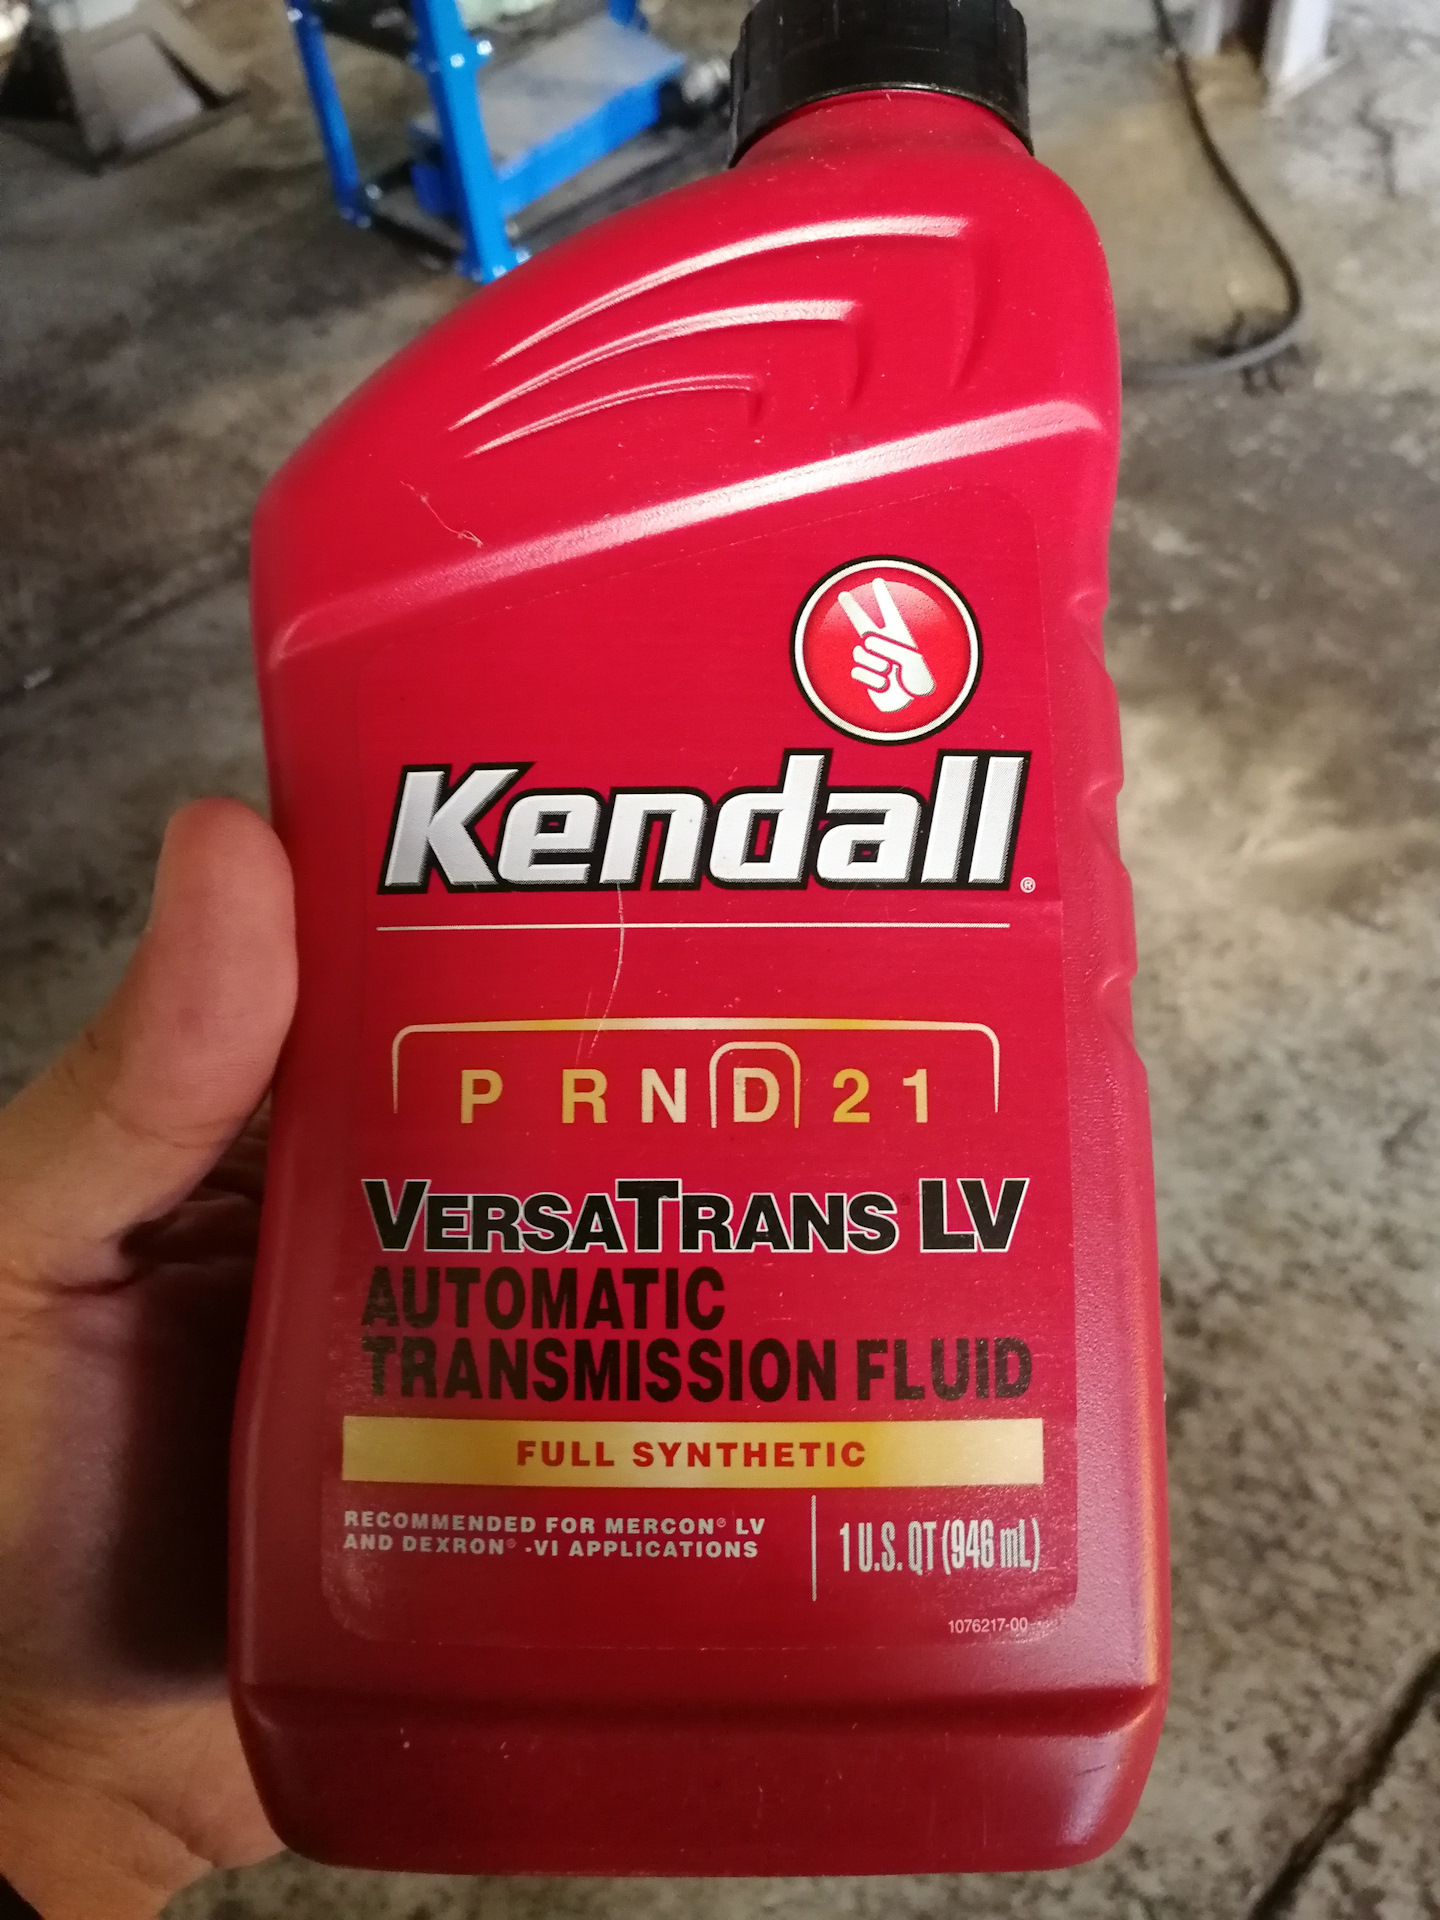 Kendall®
P R N D 2 1
VERSATRANS LV
AUTOMATIC
TRANSMISSION FLUID
FULL SYNTHETIC
RECOMMENDED FOR MERCON® LV
AND DEXRON® -VI APPLICATIONS
1 U.S. QT (946 mL)
1076217-00